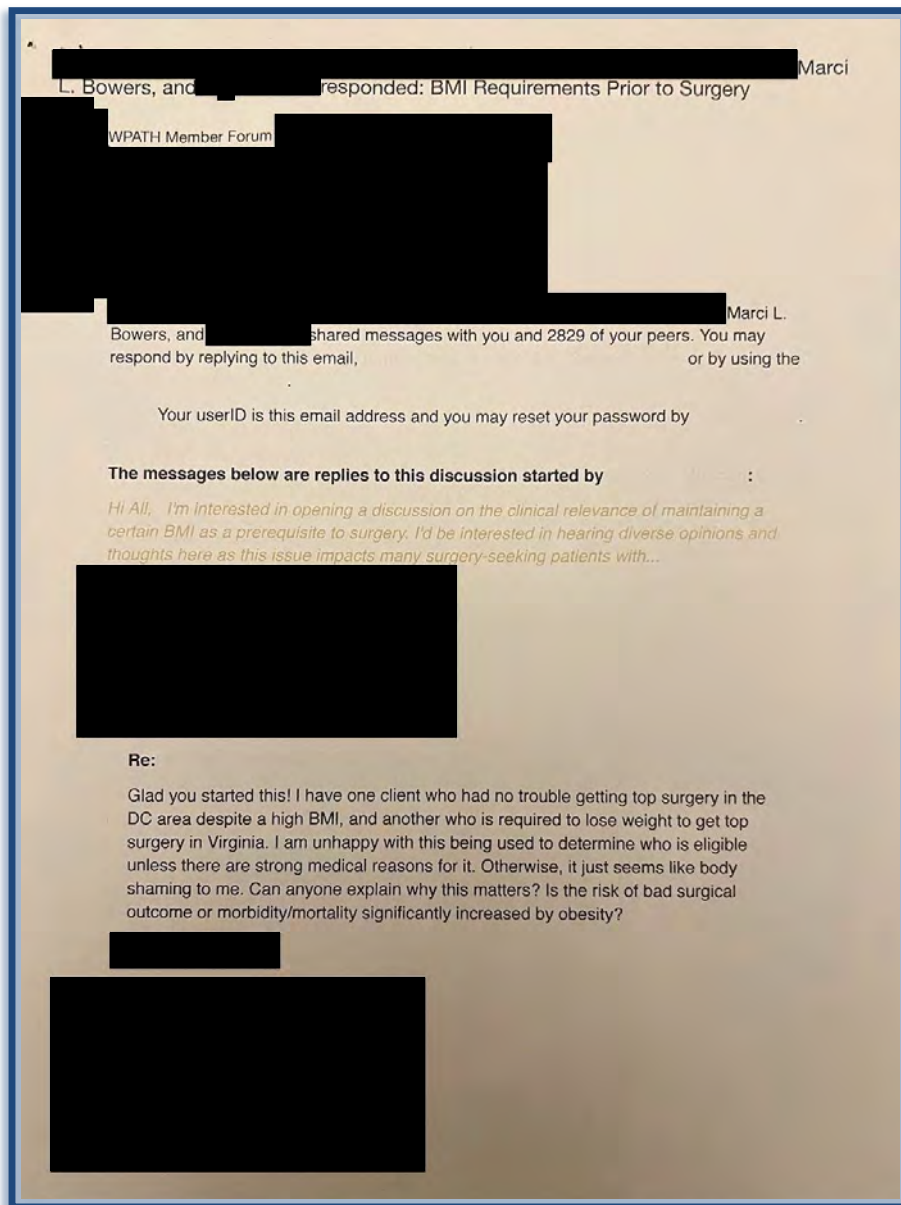 Marci
L. Bowers, and responded: BMI Requirements Prior to Surgery
WPATH Member Forum
Marci L.
Bowers, and shared messages with you and 2829 of your peers. You may
respond by replying to this email, or by using the
.
Your userID is this email address and you may reset your password by .
The messages below are replies to this discussion started by :
Hi All, I'm interested in opening a discussion on the clinical relevance of maintaining a
certain BMI as a prerequisite to surgery. I'd be interested in hearing diverse opinions and
thoughts here as this issue impacts many surgery-seeking patients with...
Re:
Glad you started this! I have one client who had no trouble getting top surgery in the
DC area despite a high BMI, and another who is required to lose weight to get top
surgery in Virginia. I am unhappy with this being used to determine who is eligible
unless there are strong medical reasons for it. Otherwise, it just seems like body
shaming to me. Can anyone explain why this matters? Is the risk of bad surgical
outcome or morbidity/mortality significantly increased by obesity?